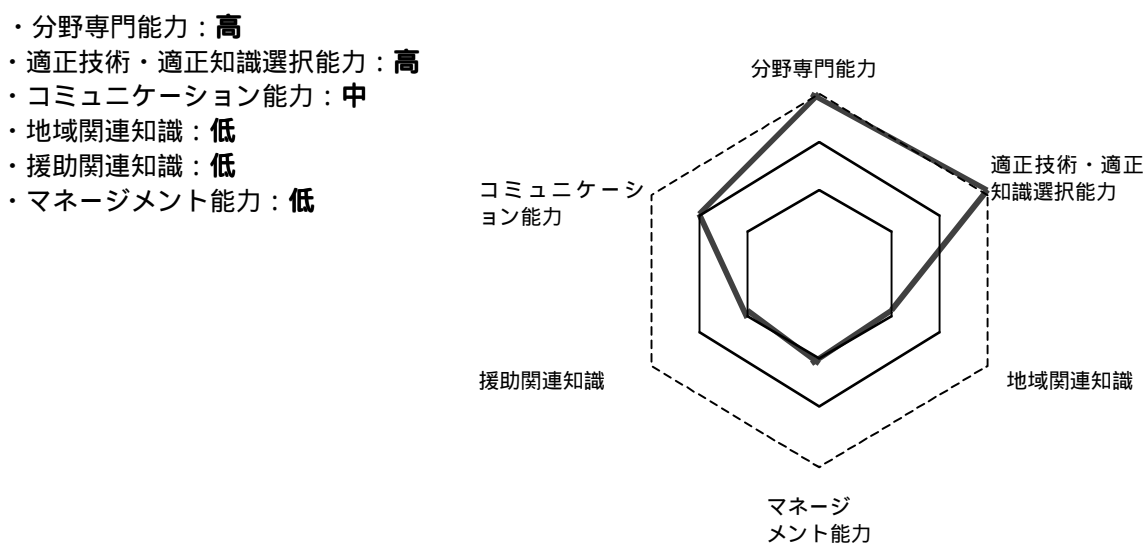 ・分野専門能力：高
・適正技術・適正知識選択能力：高
・コミュニケーション能力：中
・地域関連知識：低
・援助関連知識：低
・マネージメント能力：低
分野専門能力
適正技術・適正
知識選択能力
コミュニケーシ
ョン能力
援助関連知識
地域関連知識
マネージ
メント能力